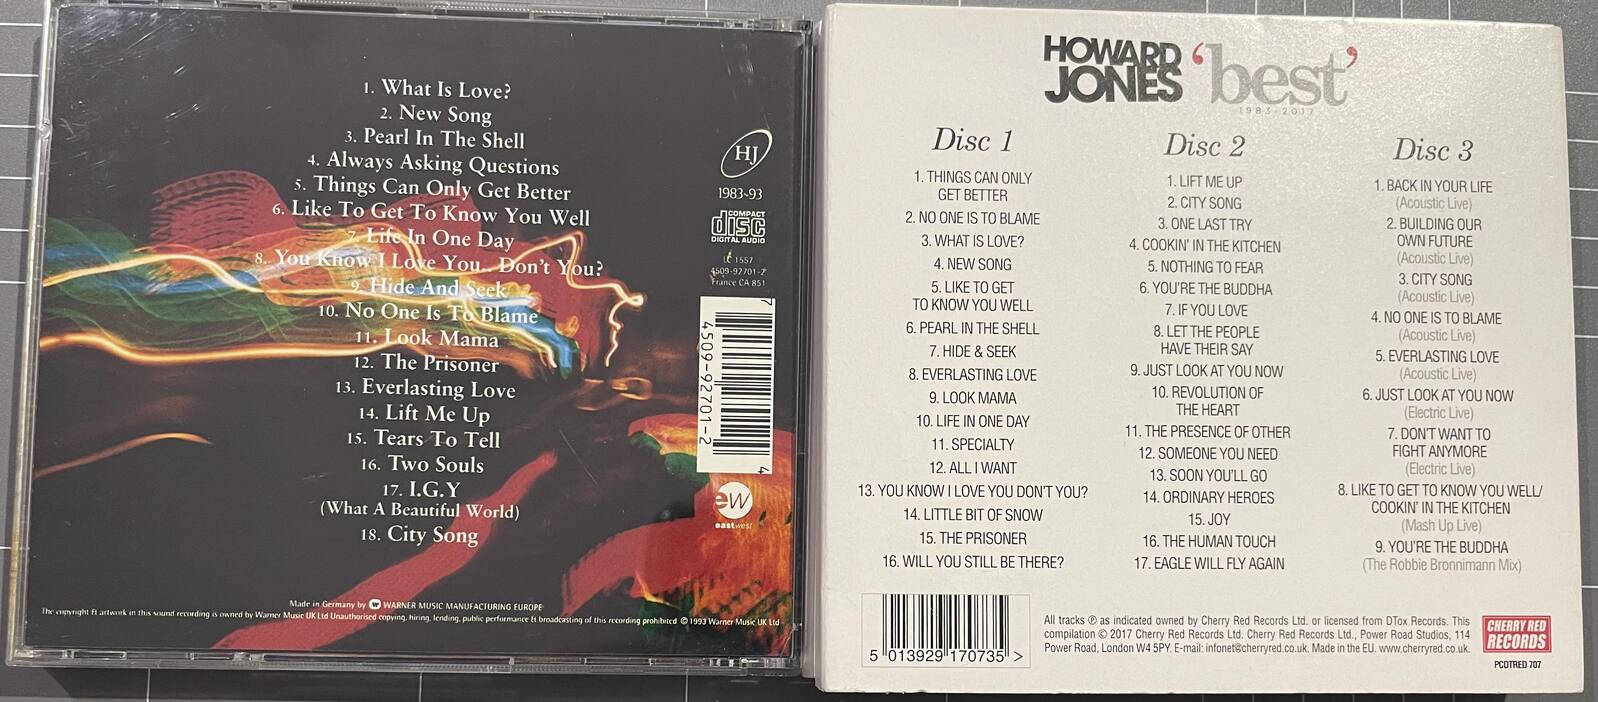 1. What Is Love?
2. New Song
3. Pearl In The Shell
4. Always Asking Questions
5. Things Can Only Get Better
6. Like To Get To Know You Well
7. Life In One Day
8. You Know I Love You.. Don't You?
9. Hide And Seek
10. No One Is To Blame
11. Look Mama
12. The Prisoner
13. Everlasting Love
14. Lift Me Up
15. Tears To Tell
16. Two Souls
17. I.G.Y
(What A Beautiful World)
18. City Song
HJ
1983~93
COMPACT
disc
DIGITAL AUDIO
LC 1557
4509-92701-2
France CA 851
7
4509-92701-2
4
ew
eastwest
Made in Germany by WARNER MUSIC MANUFACTURING EUROPE
The copyright & artwork in this sound recording is owned by Warner Music UK Ltd Unauthorised copying, hiring, lending, public performance & broadcasting of this recording prohibited © 1993 Warner Music UK Ltd
HOWARD
JONES 'best'
1983-2017
Disc 1
1. THINGS CAN ONLY
GET BETTER
2. NO ONE IS TO BLAME
3. WHAT IS LOVE?
4. NEW SONG
5. LIKE TO GET
TO KNOW YOU WELL
6. PEARL IN THE SHELL
7. HIDE & SEEK
8. EVERLASTING LOVE
9. LOOK MAMA
10. LIFE IN ONE DAY
11. SPECIALTY
12. ALL I WANT
13. YOU KNOW I LOVE YOU DON'T YOU?
14. LITTLE BIT OF SNOW
15. THE PRISONER
16. WILL YOU STILL BE THERE?
Disc 2
1. LIFT ME UP
2. CITY SONG
3. ONE LAST TRY
4. COOKIN' IN THE KITCHEN
5. NOTHING TO FEAR
6. YOU'RE THE BUDDHA
7. IF YOU LOVE
8. LET THE PEOPLE
HAVE THEIR SAY
9. JUST LOOK AT YOU NOW
10. REVOLUTION OF
THE HEART
11. THE PRESENCE OF OTHER
12. SOMEONE YOU NEED
13. SOON YOU'LL GO
14. ORDINARY HEROES
15. JOY
16. THE HUMAN TOUCH
17. EAGLE WILL FLY AGAIN
Disc 3
1. BACK IN YOUR LIFE
(Acoustic Live)
2. BUILDING OUR
OWN FUTURE
(Acoustic Live)
3. CITY SONG
(Acoustic Live)
4. NO ONE IS TO BLAME
(Acoustic Live)
5. EVERLASTING LOVE
(Acoustic Live)
6. JUST LOOK AT YOU NOW
(Electric Live)
7. DON'T WANT TO
FIGHT ANYMORE
(Electric Live)
8. LIKE TO GET TO KNOW YOU WELL/
COOKIN' IN THE KITCHEN
(Mash Up Live)
9. YOU'RE THE BUDDHA
(The Robbie Bronnimann Mix)
5 013929 170735 >
All tracks ℗ as indicated owned by Cherry Red Records Ltd. or licensed from DTox Records. This
compilation © 2017 Cherry Red Records Ltd. Cherry Red Records Ltd., Power Road Studios, 114
Power Road, London W4 5PY. E-mail: infonet@cherryred.co.uk. Made in the EU. www.cherryred.co.uk.
CHERRY RED
RECORDS
PCDTRED 707